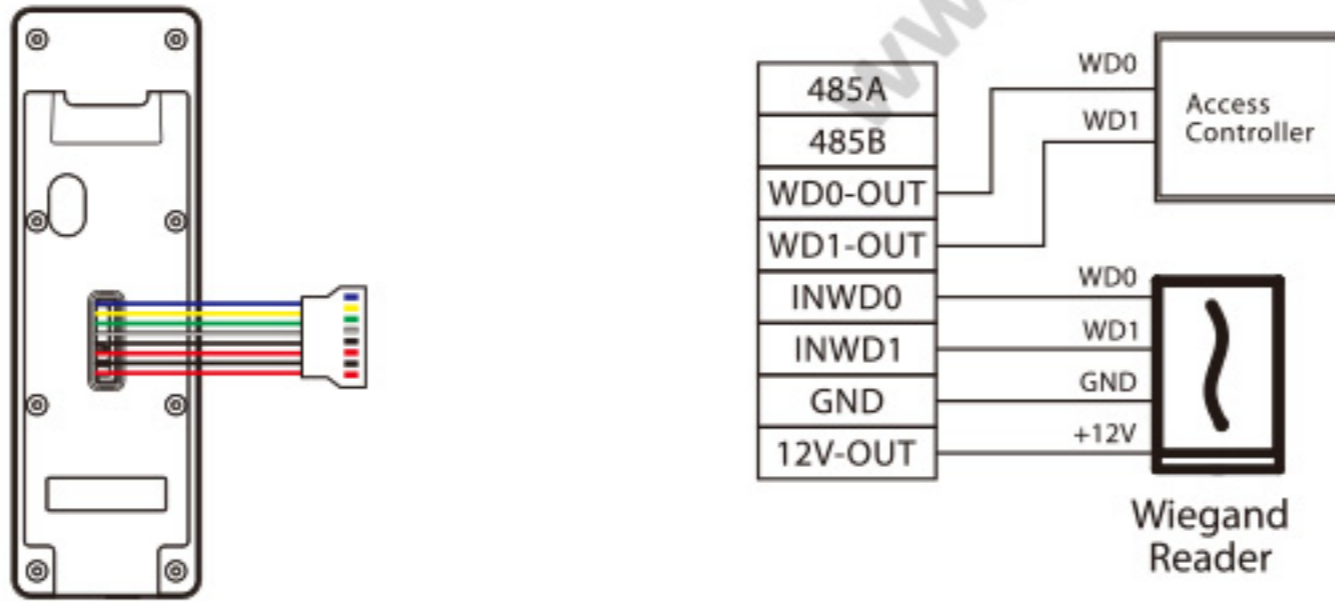 www.
485A
485B
WD0-OUT
WD1-OUT
INWD0
INWD1
GND
12V-OUT
WD0
WD1
Access
Controller
WD0
WD1
GND
+12V
Wiegand
Reader